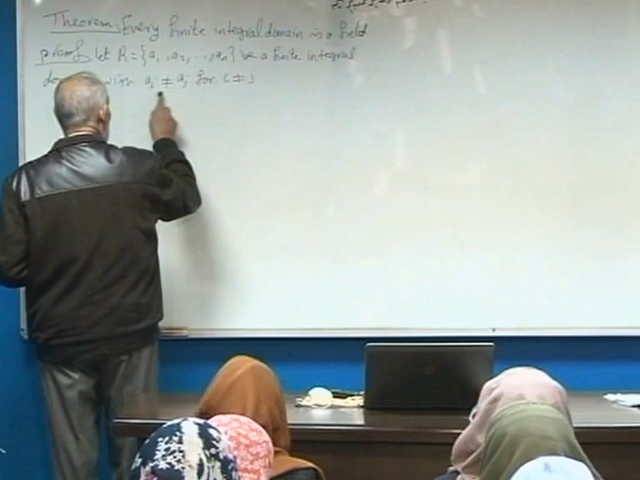 Theorem: Every finite integral domain is a field
proof: let R = {a₁, a₂, ..., aₙ} be a finite integral
with aᵢ ≠ aⱼ for i ≠ j